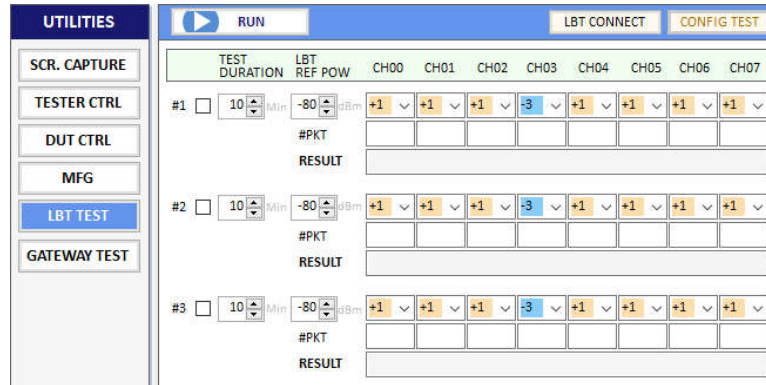 UTILITIES
RUN
LBT CONNECT
CONFIG TEST
SCR. CAPTURE
TESTER CTRL
DUT CTRL
MFG
LBT TEST
GATEWAY TEST
TEST DURATION LBT REF POW CH00 CH01 CH02 CH03 CH04 CH05 CH06 CH07
#1 10 Min -80 dBm +1 +1 +1 -3 +1 +1 +1 +1
#PKT
RESULT
#2 10 Min -80 dBm +1 +1 +1 -3 +1 +1 +1 +1
#PKT
RESULT
#3 10 Min -80 dBm +1 +1 +1 -3 +1 +1 +1 +1
#PKT
RESULT